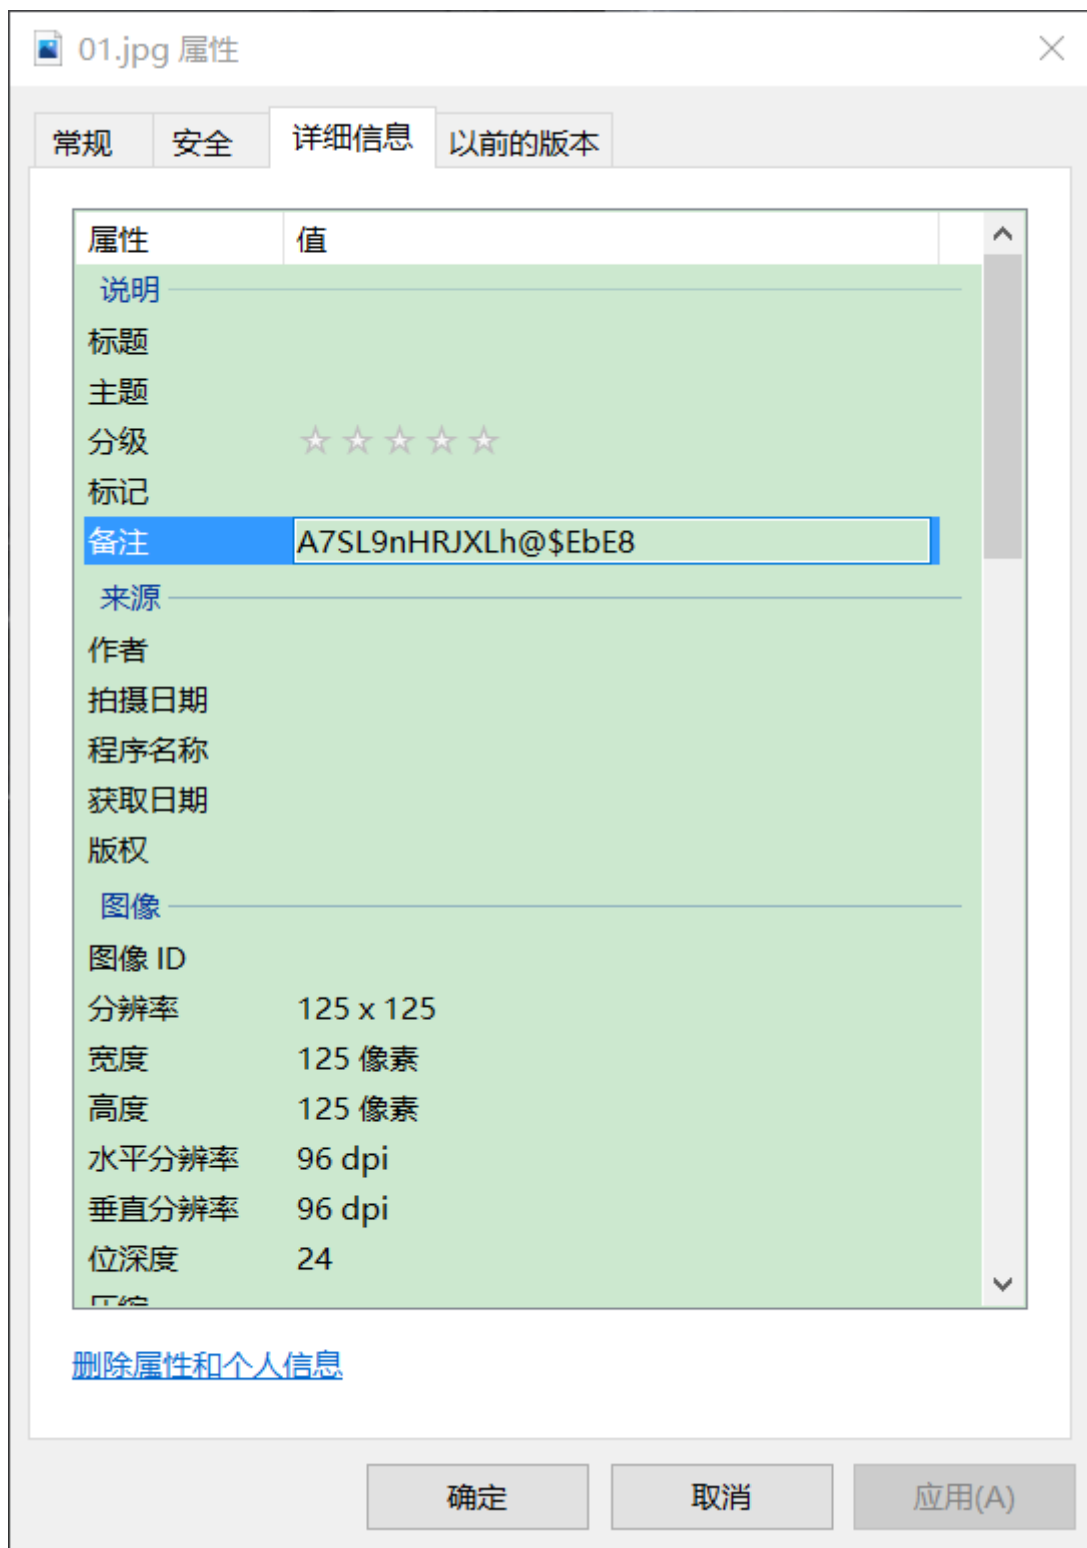 01.jpg 属性
常规 安全 详细信息 以前的版本
属性 值
说明
标题
主题
分级
标记
备注 A7SL9nHRJXLh@$EbE8
来源
作者
拍摄日期
程序名称
获取日期
版权
图像
图像 ID
分辨率 125 x 125
宽度 125 像素
高度 125 像素
水平分辨率 96 dpi
垂直分辨率 96 dpi
位深度 24
删除属性和个人信息
确定 取消 应用(A)